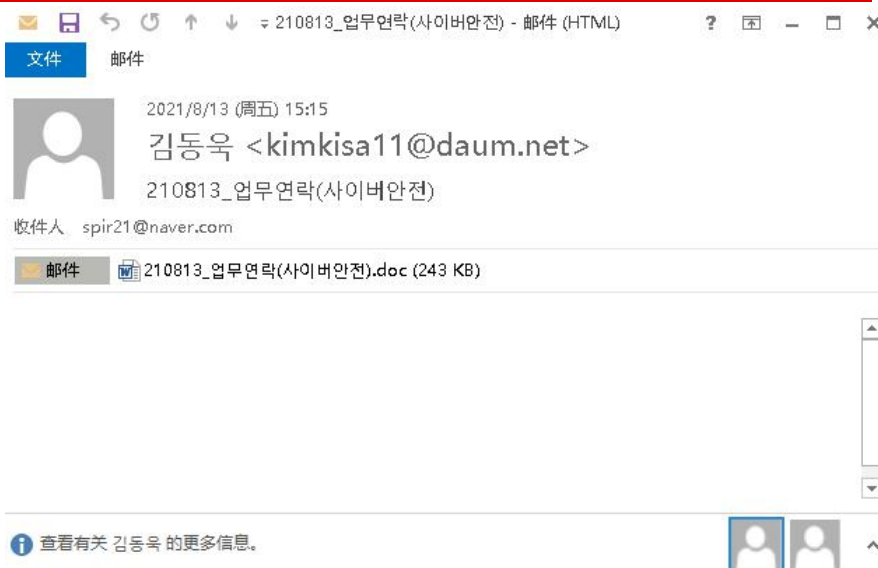 210813_업무연락(사이버안전) - 邮件 (HTML)
?
文件 邮件
2021/8/13 (周五) 15:15
김동욱 <kimkisa11@daum.net>
210813_업무연락(사이버안전)
收件人 spir21@naver.com
邮件 210813_업무연락(사이버안전).doc (243 KB)
查看有关 김동욱 的更多信息。